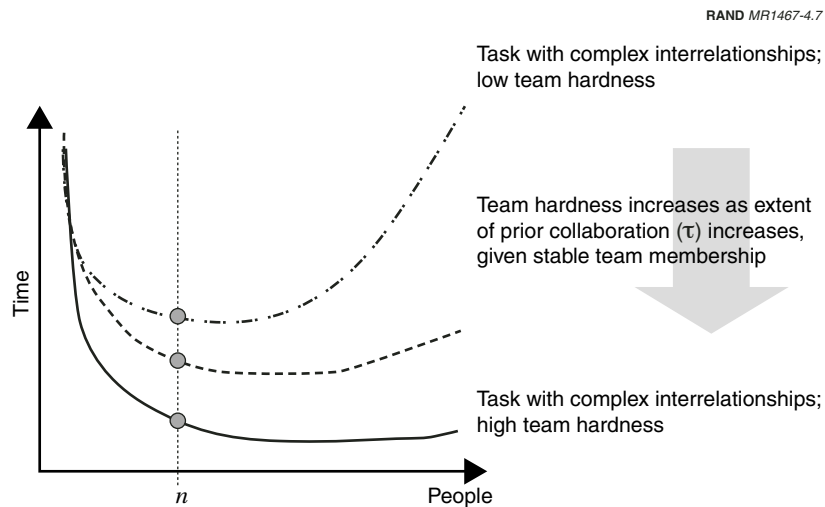 RAND MR1467-4.7
Task with complex interrelationships;
low team hardness
Team hardness increases as extent
of prior collaboration (τ) increases,
given stable team membership
Time
Task with complex interrelationships;
high team hardness
n
People